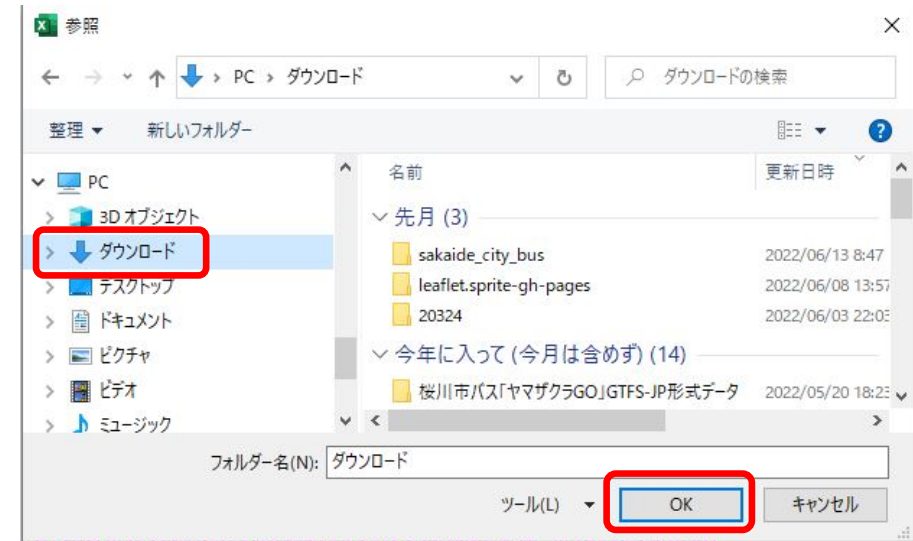 参照
PC › ダウンロード
ダウンロードの検索
整理 新しいフォルダー
PC
3D オブジェクト
ダウンロード
デスクトップ
ドキュメント
ピクチャ
ビデオ
ミュージック
名前 更新日時
先月 (3)
sakaide_city_bus 2022/06/13 8:47
leaflet.sprite-gh-pages 2022/06/08 13:57
20324 2022/06/03 22:03
今年に入って (今月は含めず) (14)
桜川市バス「ヤマザクラGO」GTFS-JP形式データ 2022/05/20 18:23
フォルダー名(N): ダウンロード
ツール(L) OK キャンセル